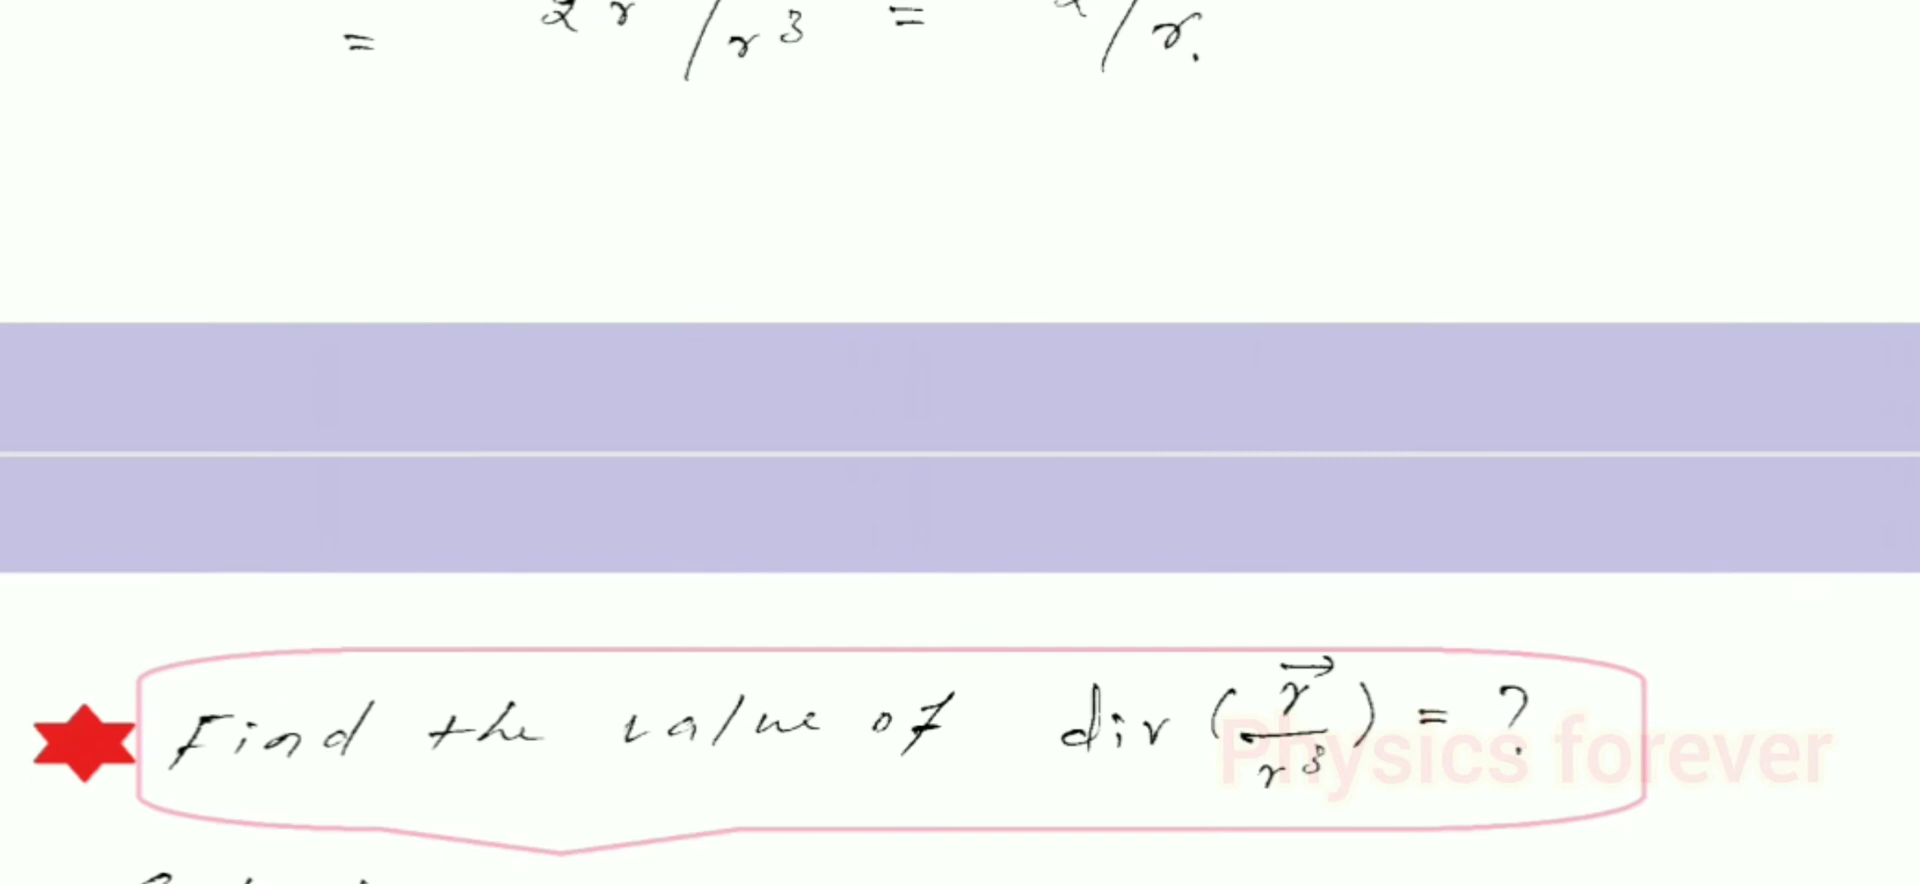 = 2r/r³ = 2/r.
Find the value of div (r⃗/r³) = ?
Physics forever